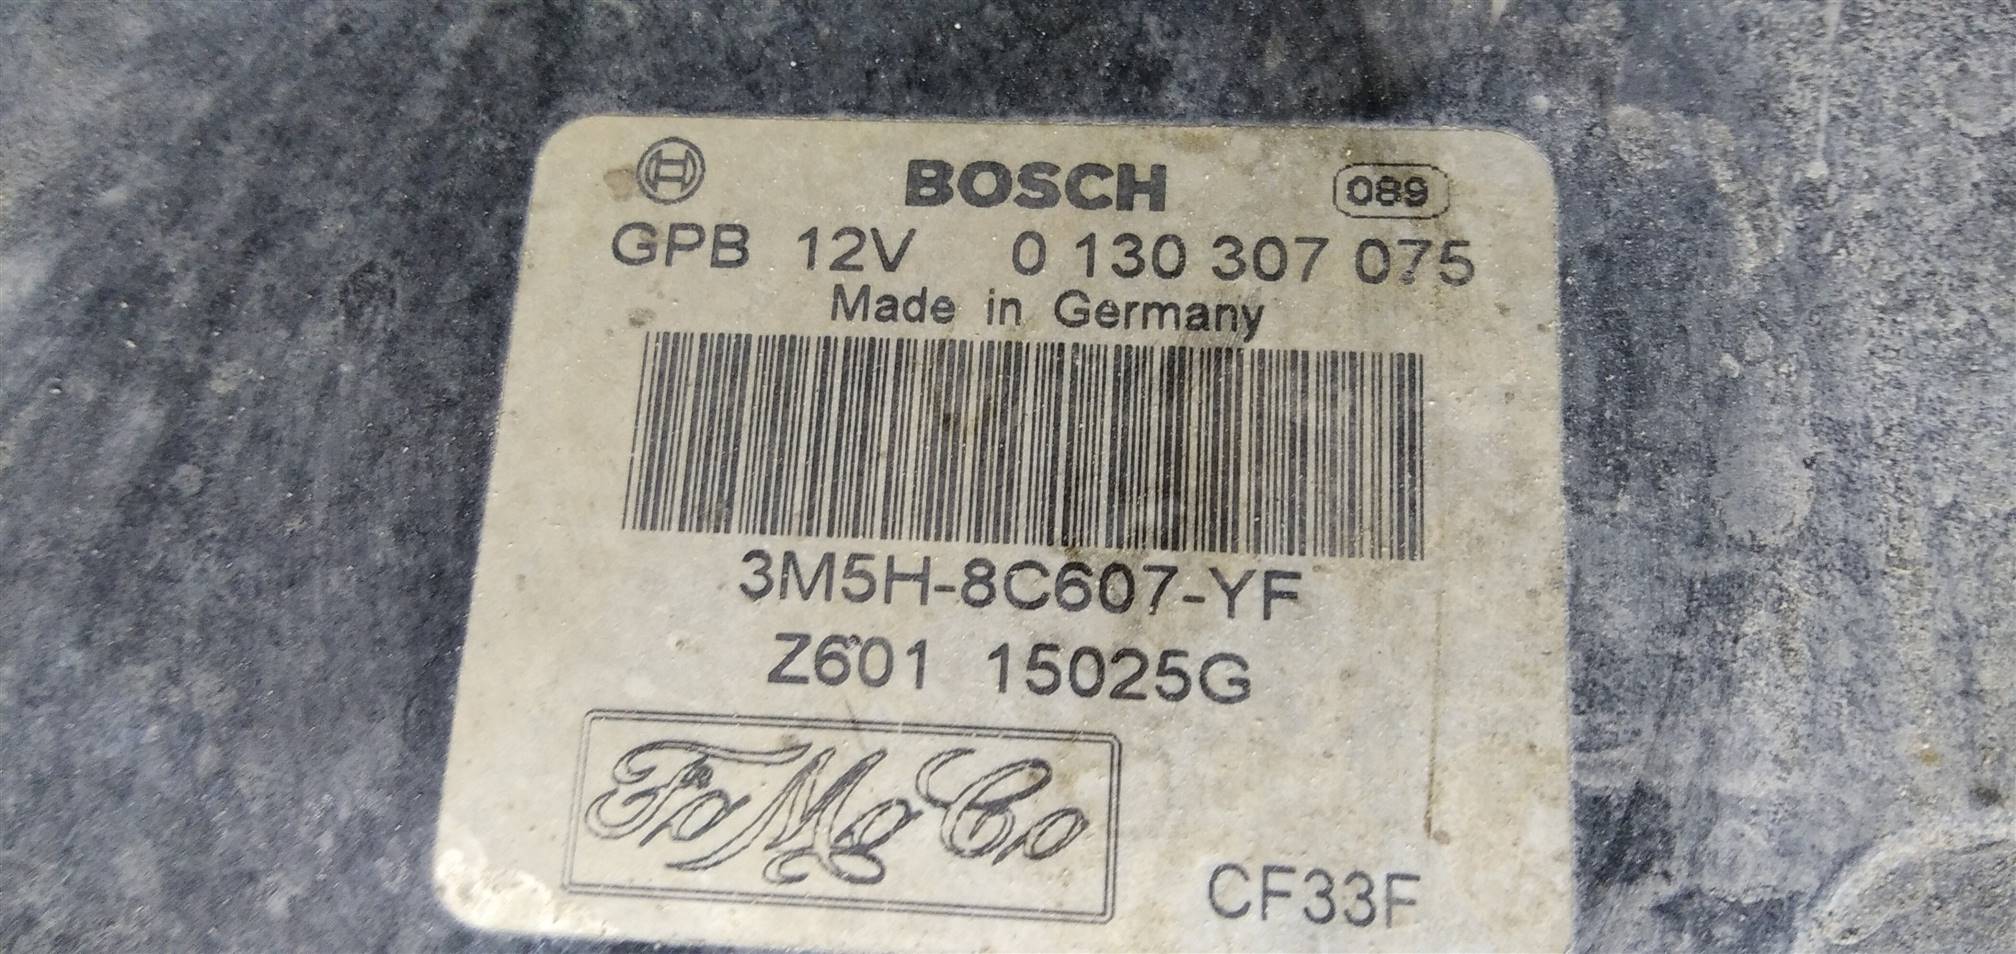 BOSCH 089
GPB 12V 0 130 307 075
Made in Germany
3M5H-8C607-YF
Z601 15025G
FoMoCo
CF33F